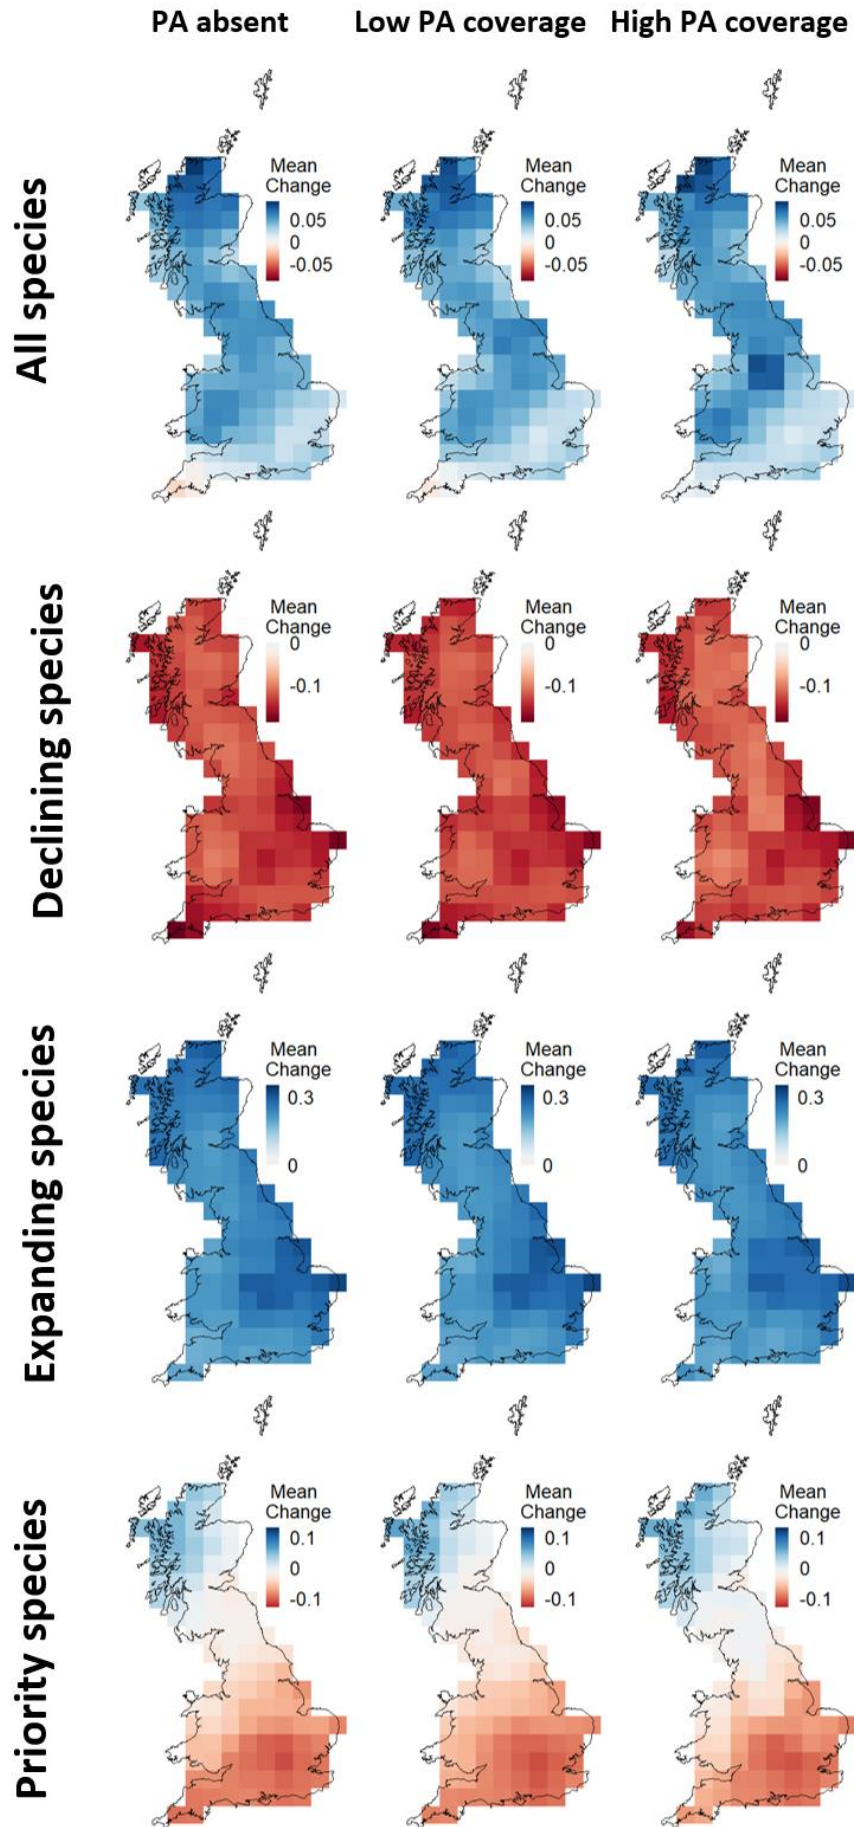 PA absent Low PA coverage High PA coverage
All species
Mean
Change
0.05
0
-0.05
Mean
Change
0.05
0
-0.05
Mean
Change
0.05
0
-0.05
Declining species
Mean
Change
0
-0.1
Mean
Change
0
-0.1
Mean
Change
0
-0.1
Expanding species
Mean
Change
0.3
0
Mean
Change
0.3
0
Mean
Change
0.3
0
Priority species
Mean
Change
0.1
0
-0.1
Mean
Change
0.1
0
-0.1
Mean
Change
0.1
0
-0.1